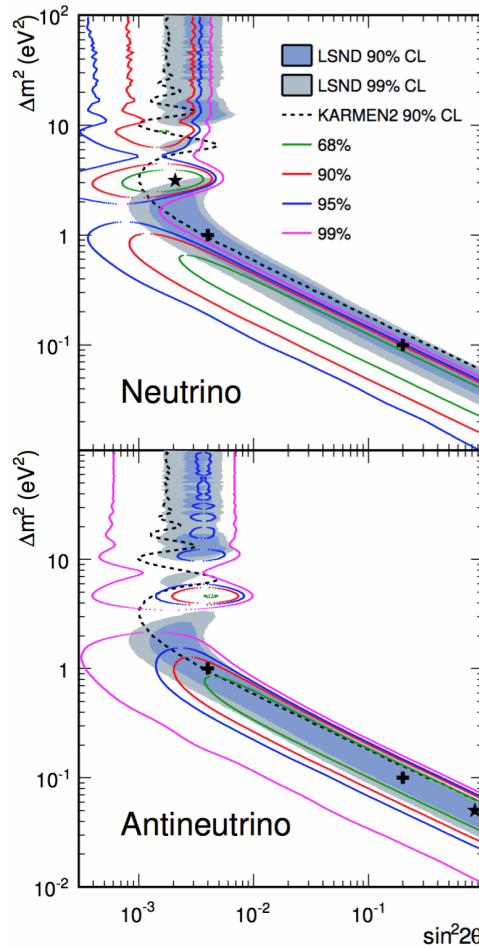 Δm² (eV²)
10²
LSND 90% CL
LSND 99% CL
KARMEN2 90% CL
68%
10
90%
95%
99%
1
10⁻¹
Neutrino
Δm² (eV²)
10
1
10⁻¹
Antineutrino
10⁻²
10⁻³ 10⁻² 10⁻¹
sin²2θ